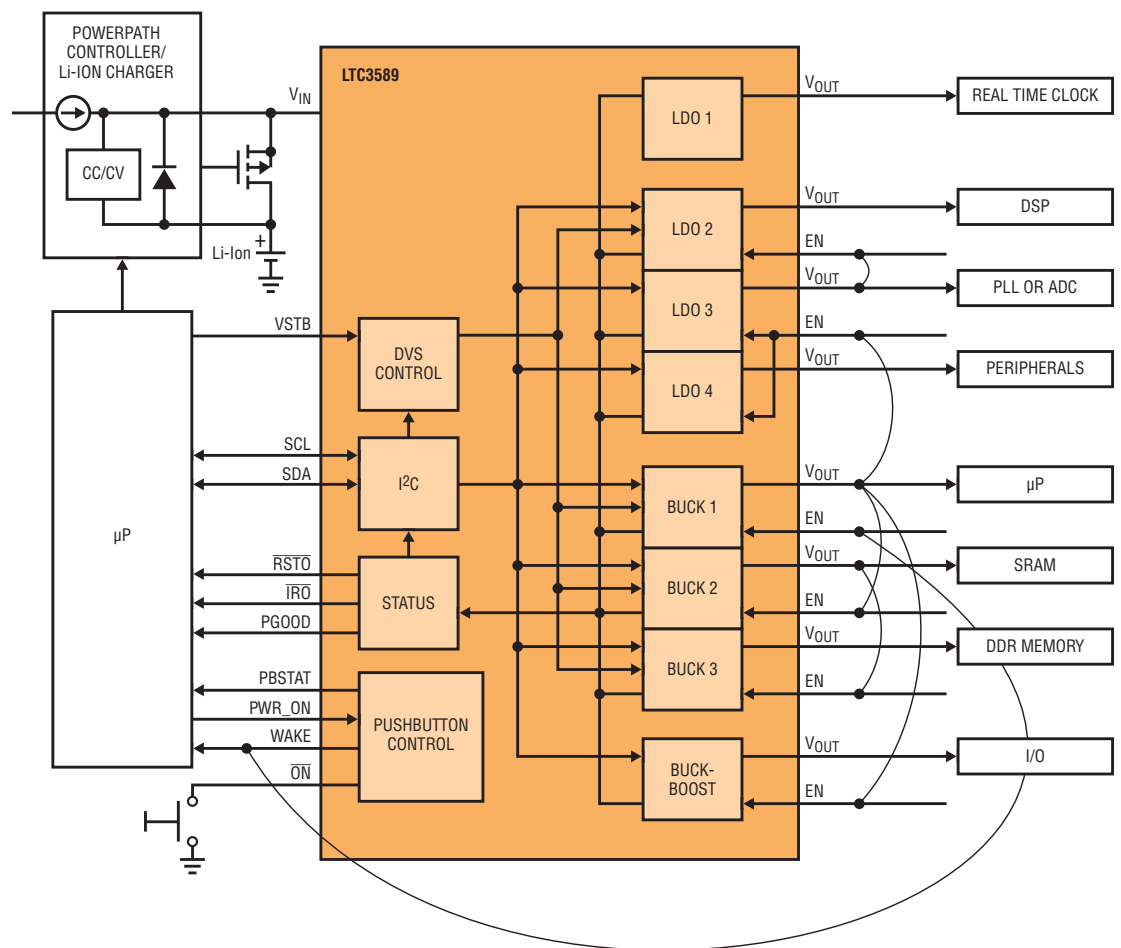 POWERPATH
CONTROLLER/
Li-ION CHARGER
CC/CV
VIN
Li-Ion
+
LTC3589
µP
VSTB
SCL
SDA
RSTO
IRO
PGOOD
PBSTAT
PWR_ON
WAKE
ON
DVS
CONTROL
I2C
STATUS
PUSHBUTTON
CONTROL
LDO 1
LDO 2
LDO 3
LDO 4
BUCK 1
BUCK 2
BUCK 3
BUCK-
BOOST
VOUT
REAL TIME CLOCK
VOUT
DSP
EN
VOUT
PLL OR ADC
EN
VOUT
PERIPHERALS
VOUT
µP
EN
VOUT
SRAM
EN
VOUT
DDR MEMORY
EN
VOUT
I/O
EN